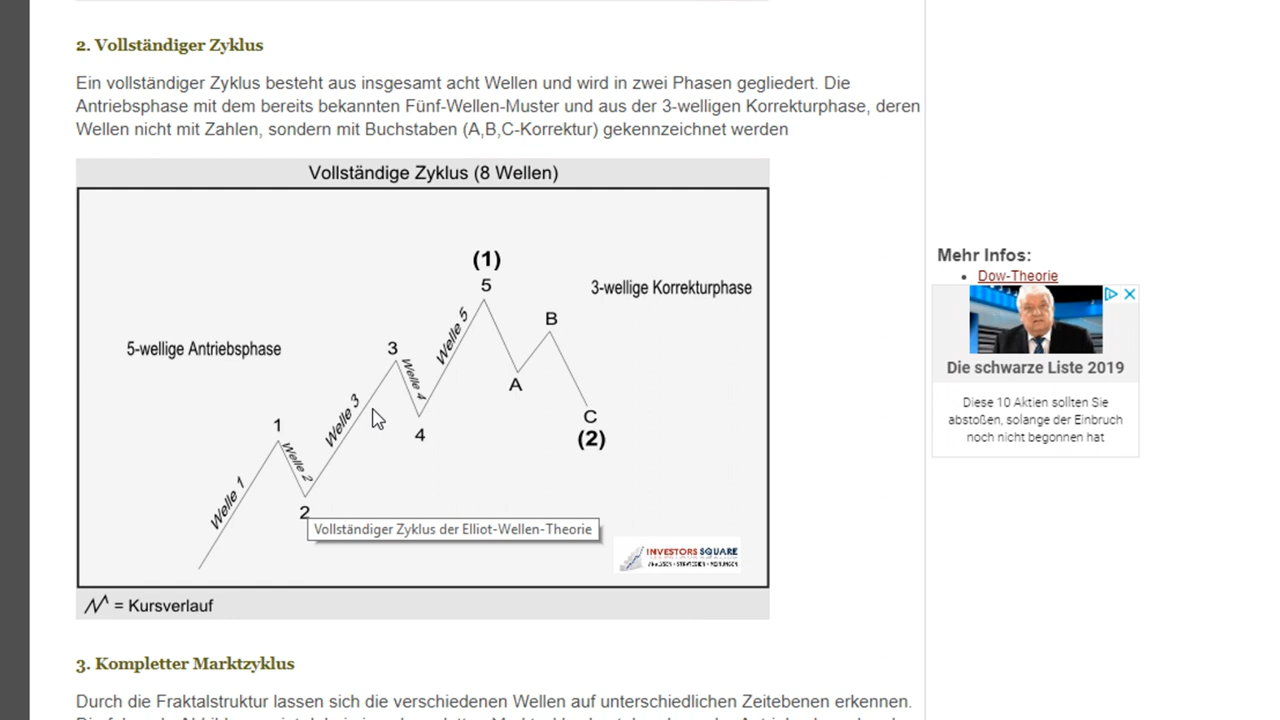 2. Vollständiger Zyklus
Ein vollständiger Zyklus besteht aus insgesamt acht Wellen und wird in zwei Phasen gegliedert. Die
Antriebsphase mit dem bereits bekannten Fünf-Wellen-Muster und aus der 3-welligen Korrekturphase, deren
Wellen nicht mit Zahlen, sondern mit Buchstaben (A,B,C-Korrektur) gekennzeichnet werden
Vollständige Zyklus (8 Wellen)
(1)
5
3-wellige Korrekturphase
5-wellige Antriebsphase
B
3
Welle 5
Welle 4
A
Welle 3
C
(2)
4
1
Welle 2
Welle 1
2
Vollständiger Zyklus der Elliot-Wellen-Theorie
INVESTORS SQUARE
ANALYSEN • STRATEGIEN • MEINUNGEN
= Kursverlauf
3. Kompletter Marktzyklus
Durch die Fraktalstruktur lassen sich die verschiedenen Wellen auf unterschiedlichen Zeitebenen erkennen.
Mehr Infos:
Dow-Theorie
Die schwarze Liste 2019
Diese 10 Aktien sollten Sie
abstoßen, solange der Einbruch
noch nicht begonnen hat